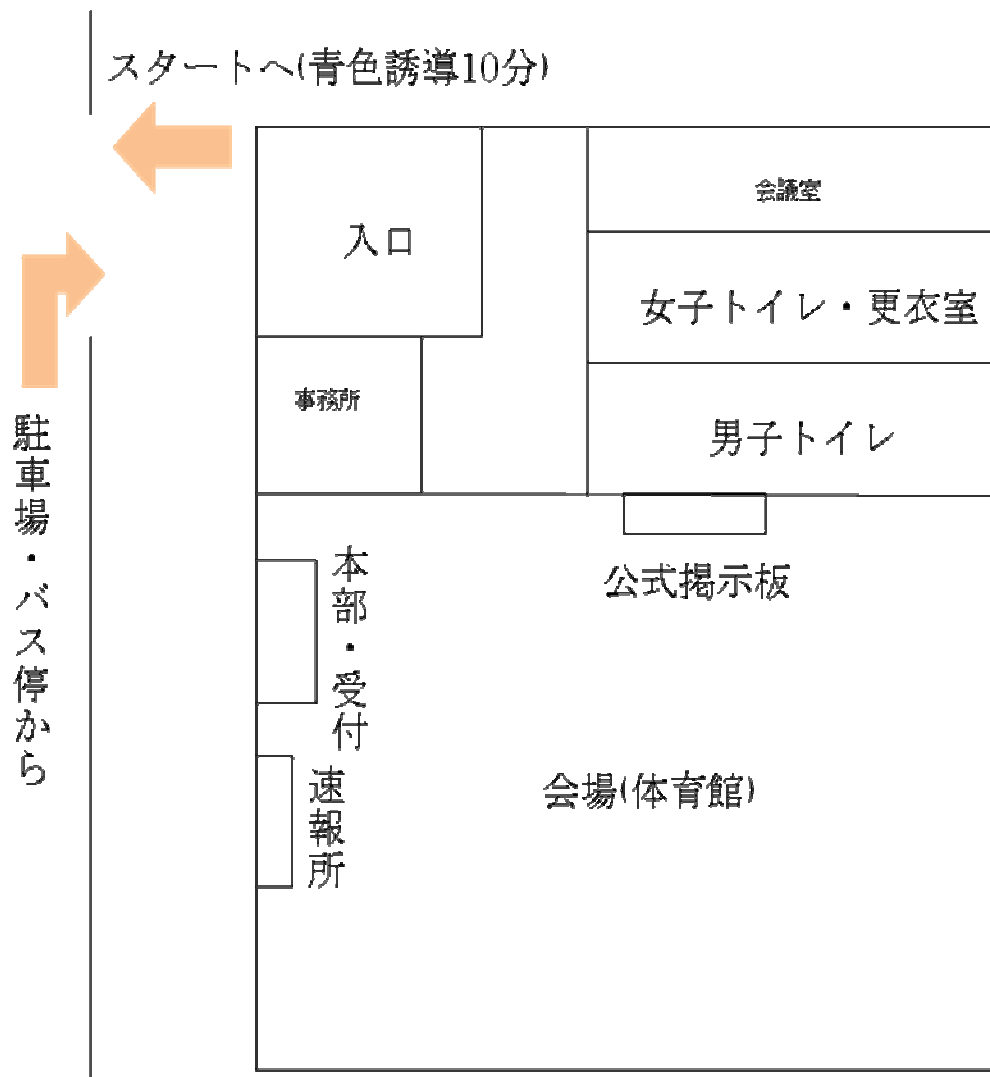 スタートへ(青色誘導10分)
会議室
入口
女子トイレ・更衣室
事務所
男子トイレ
駐車場・バス停から
本部・受付
公式掲示板
速報所
会場(体育館)